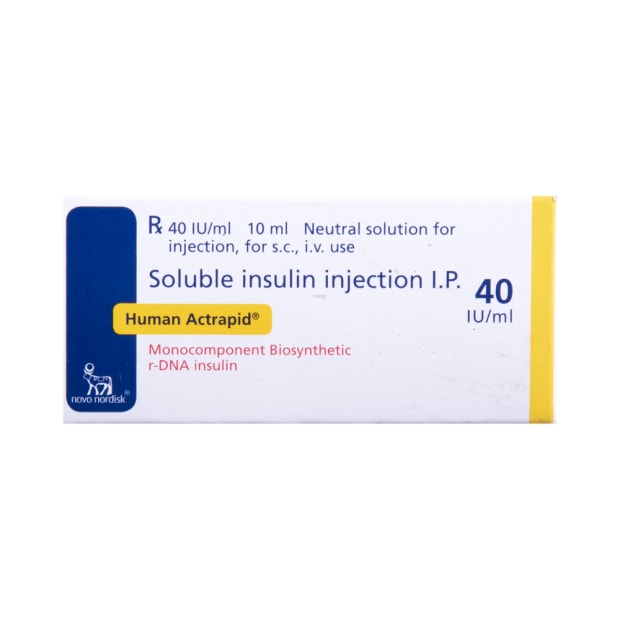 Rx 40 IU/ml 10 ml Neutral solution for
injection, for s.c., i.v. use
Soluble insulin injection I.P.
40
IU/ml
Human Actrapid®
Monocomponent Biosynthetic
r-DNA insulin
novo nordisk®